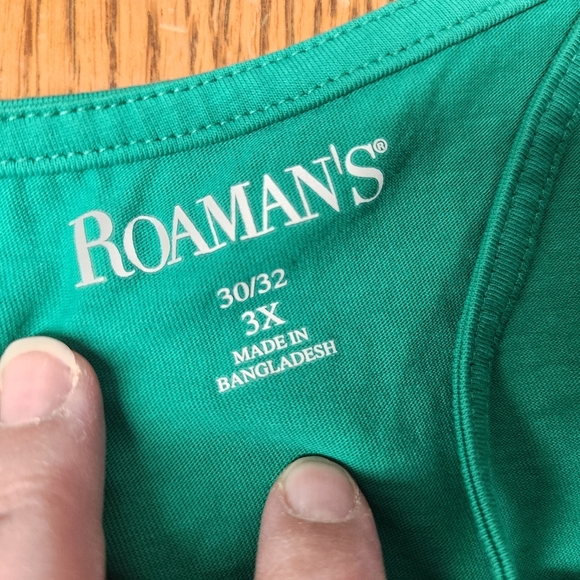 ROAMAN'S®
30/32
3X
MADE IN
BANGLADESH